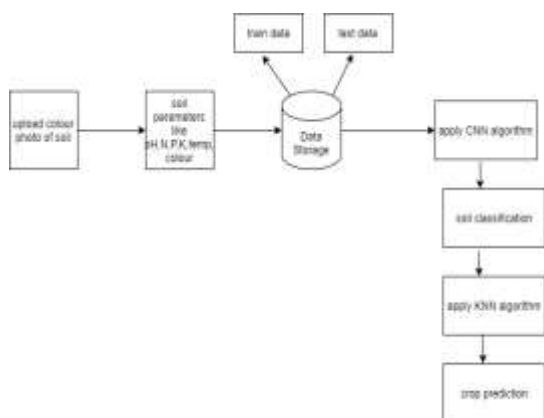 train data
test data
upload colour
photo of soil
soil
parameters
like
pH,N,P,K,temp,
colour
Data
Storage
apply CNN algorithm
soil classification
apply KNN algorithm
crop prediction